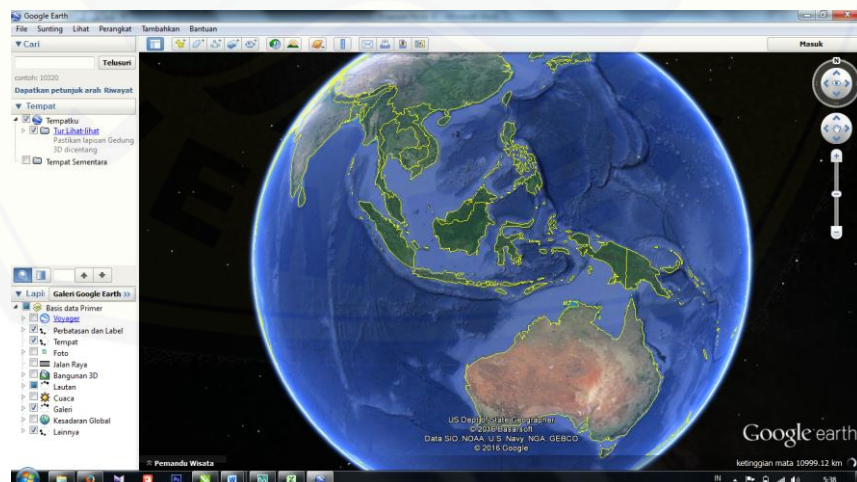 Google Earth
File Sunting Lihat Perangkat Tambahkan Bantuan
Cari
Telusuri
contoh: 10320
Dapatkan petunjuk arah Riwayat
Masuk
N
Tempat
Tempatku
Tur Lihat-lihat
Pastikan lapisan Gedung
3D dicentang
Tempat Sementara
Lapi
Galeri Google Earth >>
Basis data Primer
Voyager
Perbatasan dan Label
Tempat
Foto
Jalan Raya
Bangunan 3D
Lautan
Cuaca
Galeri
Kesadaran Global
Lainnya
US Dept of State Geographer
© 2016 Basarsoft
Data SIO, NOAA, U.S. Navy, NGA, GEBCO
© 2016 Google
Google earth
Pemandu Wisata
ketinggian mata 10999.12 km
IN
5:38